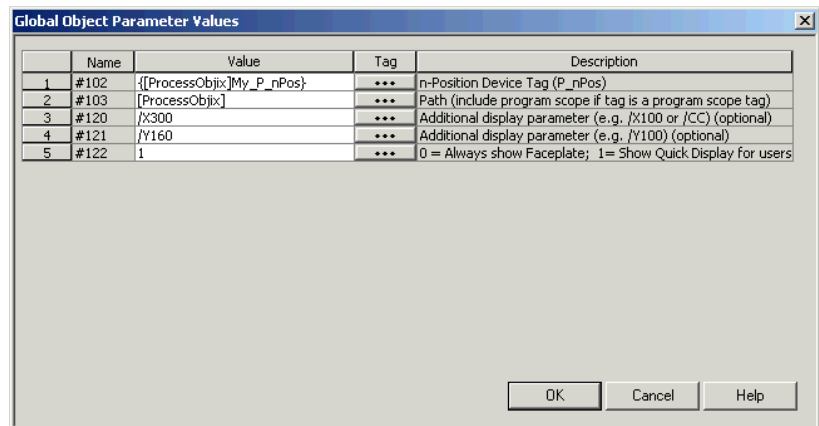 Global Object Parameter Values
Name Value Tag Description
1 #102 {[ProcessObjix]My_P_nPos} ••• n-Position Device Tag (P_nPos)
2 #103 [ProcessObjix] ••• Path (include program scope if tag is a program scope tag)
3 #120 /X300 ••• Additional display parameter (e.g. /X100 or /CC) (optional)
4 #121 /Y160 ••• Additional display parameter (e.g. /Y100) (optional)
5 #122 1 ••• 0 = Always show Faceplate; 1= Show Quick Display for users
OK Cancel Help